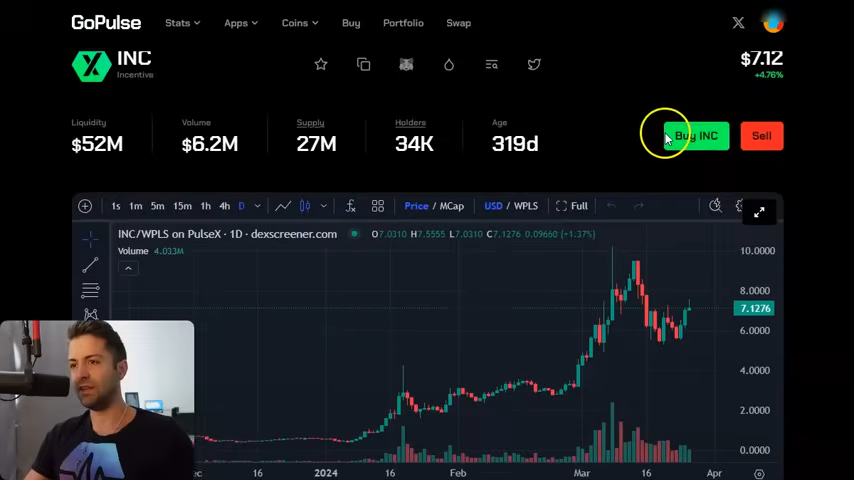 GoPulse Stats Apps Coins Buy Portfolio Swap
INC
Incentive
$7.12
+4.76%
Liquidity Volume Supply Holders Age
$52M $6.2M 27M 34K 319d
Buy INC Sell
1s 1m 5m 15m 1h 4h D Price / MCap USD / WPLS Full
INC/WPLS on PulseX · 1D · dexscreener.com O7.0310 H7.5555 L7.0310 C7.1276 0.09660 (+1.37%)
Volume 4.033M
10.0000
8.0000
7.1276
6.0000
4.0000
2.0000
0.0000
16 2024 16 Feb Mar 16 Apr